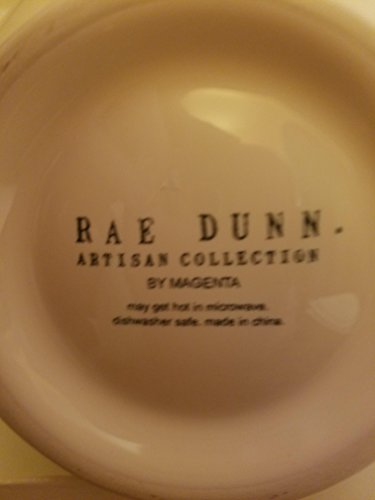 RAE DUNN.
ARTISAN COLLECTION
BY MAGENTA
may get hot in microwave.
dishwasher safe. made in china.